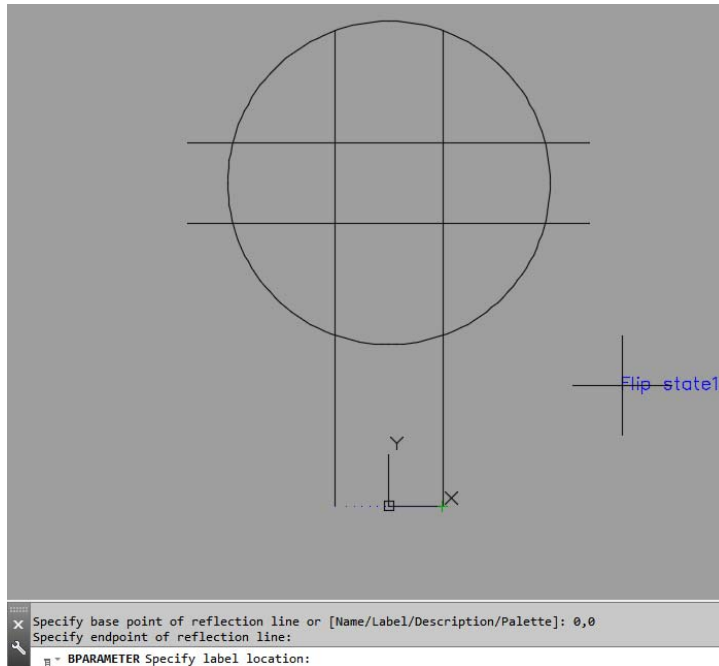 Flip state1
Y
X
Specify base point of reflection line or [Name/Label/Description/Palette]: 0,0
Specify endpoint of reflection line:
BPARAMETER Specify label location: